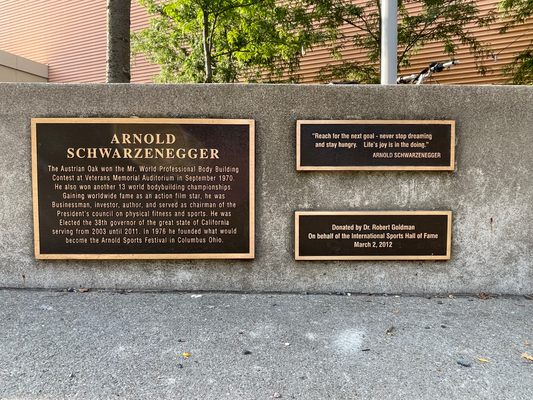 ARNOLD
SCHWARZENEGGER
The Austrian Oak won the Mr. World Professional Body Building
Contest at Veterans Memorial Auditorium in September 1970.
He also won another 13 world bodybuilding championships.
Gaining worldwide fame as an action film star, he was
Businessman, investor, author, and served as chairman of the
President's council on physical fitness and sports. He was
Elected the 38th governor of the great state of California
serving from 2003 until 2011. In 1976 he founded what would
become the Arnold Sports Festival in Columbus Ohio.
"Reach for the next goal - never stop dreaming
and stay hungry. Life's joy is in the doing."
ARNOLD SCHWARZENEGGER
Donated by Dr. Robert Goldman
On behalf of the International Sports Hall of Fame
March 2, 2012